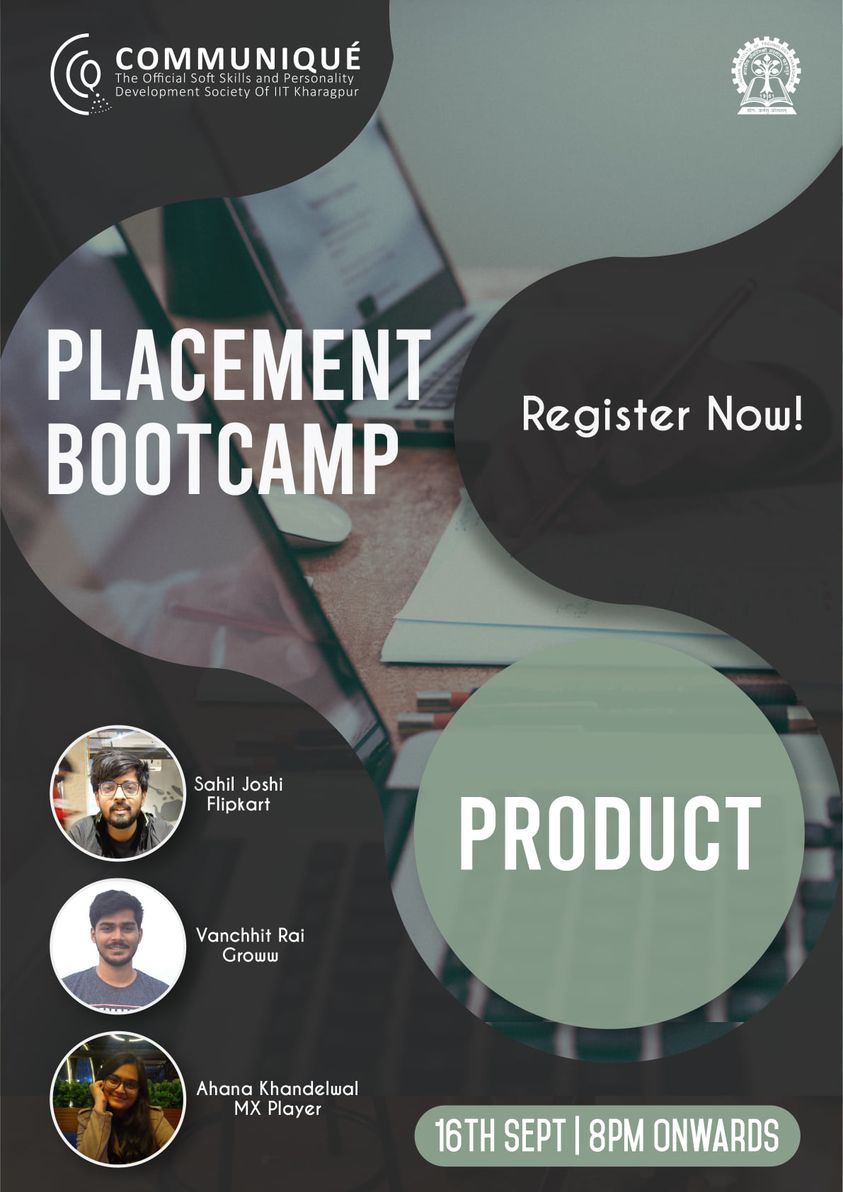 COMMUNIQUÉ
The Official Soft Skills and Personality
Development Society Of IIT Kharagpur
PLACEMENT
BOOTCAMP
Register Now!
PRODUCT
Sahil Joshi
Flipkart
Vanchhit Rai
Groww
Ahana Khandelwal
MX Player
16TH SEPT | 8PM ONWARDS